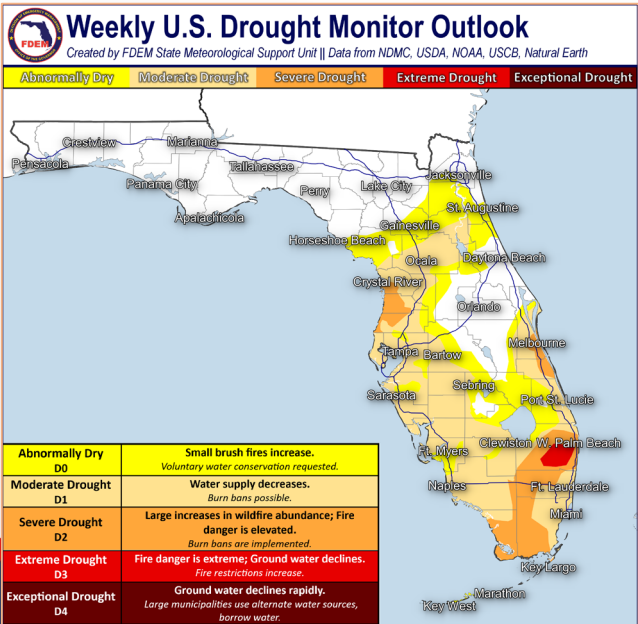 Weekly U.S. Drought Monitor Outlook
FDEM
Created by FDEM State Meteorological Support Unit || Data from NDMC, USDA, NOAA, USCB, Natural Earth
Abnormally Dry Moderate Drought Severe Drought Extreme Drought Exceptional Drought
Crestview
Marianna
Pensacola
Tallahassee
Jacksonville
Panama City
Perry
Lake City
Apalachicola
St. Augustine
Gainesville
Horseshoe Beach
Ocala
Daytona Beach
Crystal River
Orlando
Melbourne
Tampa
Bartow
Sebring
Sarasota
Port St. Lucie
Clewiston
W. Palm Beach
Ft. Myers
Naples
Ft. Lauderdale
Miami
Key Largo
Marathon
Key West
Abnormally Dry
D0
Small brush fires increase.
Voluntary water conservation requested.
Moderate Drought
D1
Water supply decreases.
Burn bans possible.
Severe Drought
D2
Large increases in wildfire abundance; Fire
danger is elevated.
Burn bans are implemented.
Extreme Drought
D3
Fire danger is extreme; Ground water declines.
Fire restrictions increase.
Exceptional Drought
D4
Ground water declines rapidly.
Large municipalities use alternate water sources,
borrow water.